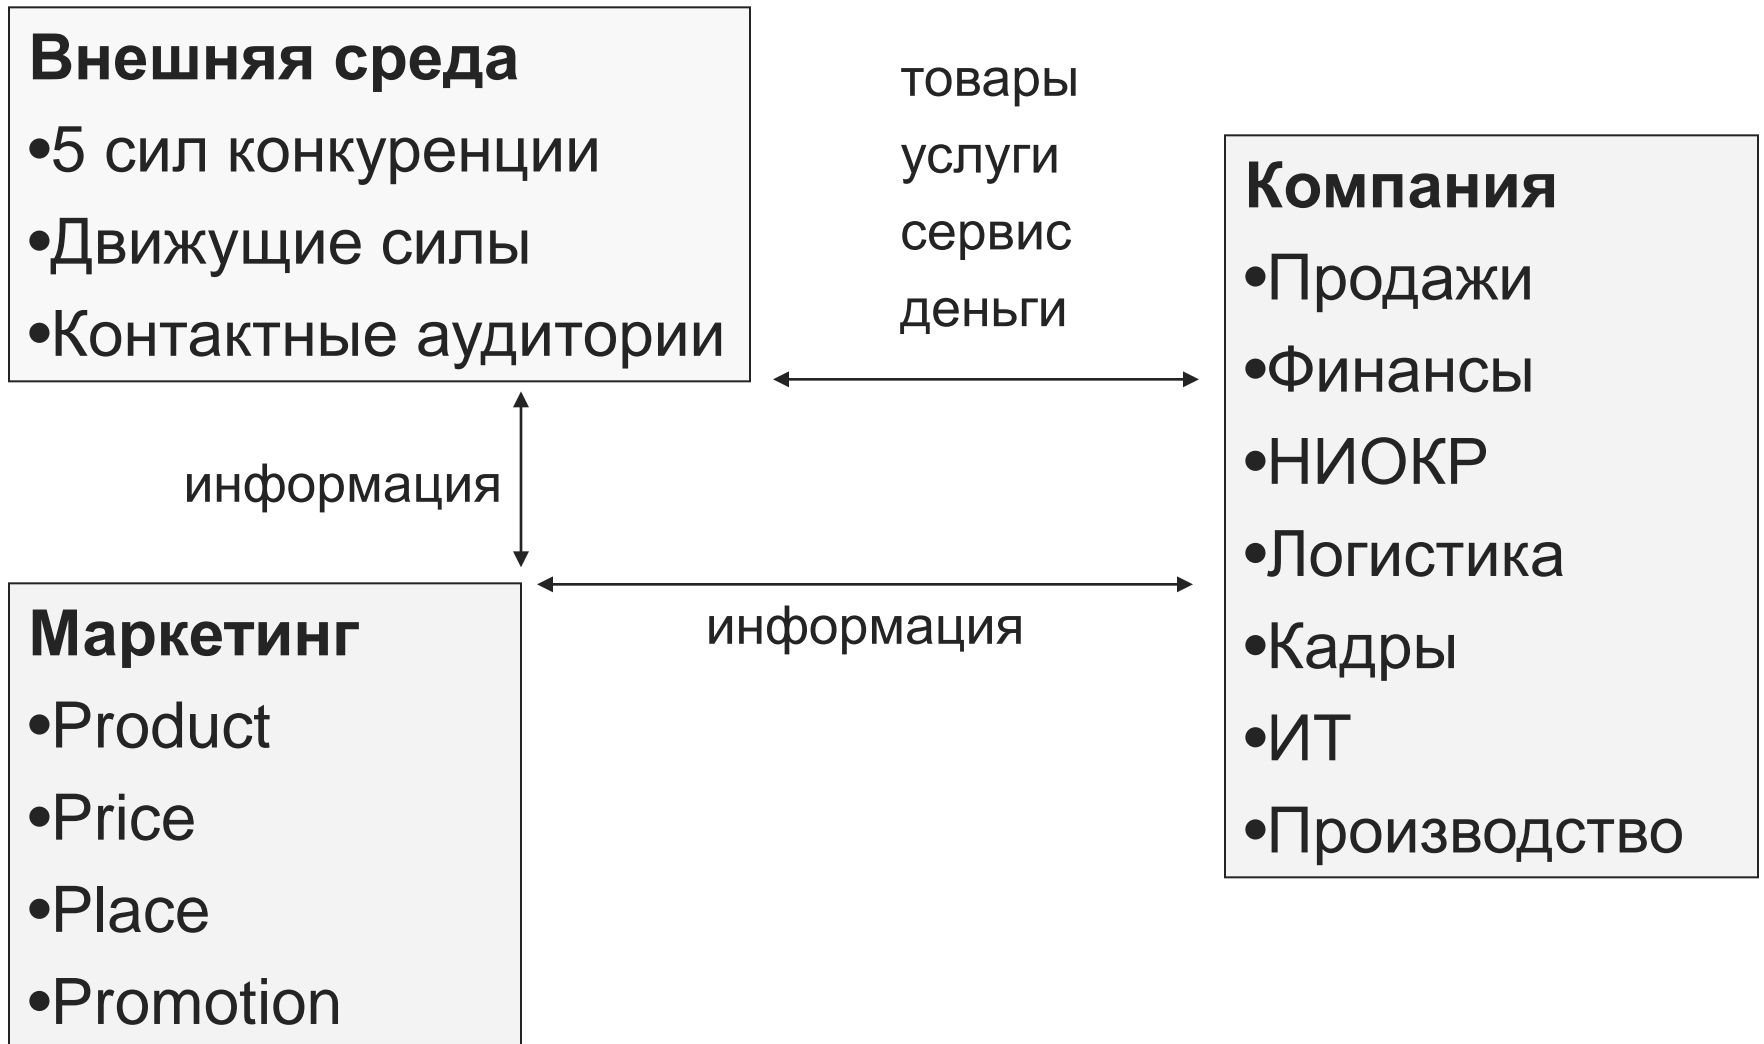 Внешняя среда
•5 сил конкуренции
•Движущие силы
•Контактные аудитории
товары
услуги
сервис
деньги
Компания
•Продажи
•Финансы
•НИОКР
•Логистика
•Кадры
•ИТ
•Производство
информация
информация
Маркетинг
•Product
•Price
•Place
•Promotion